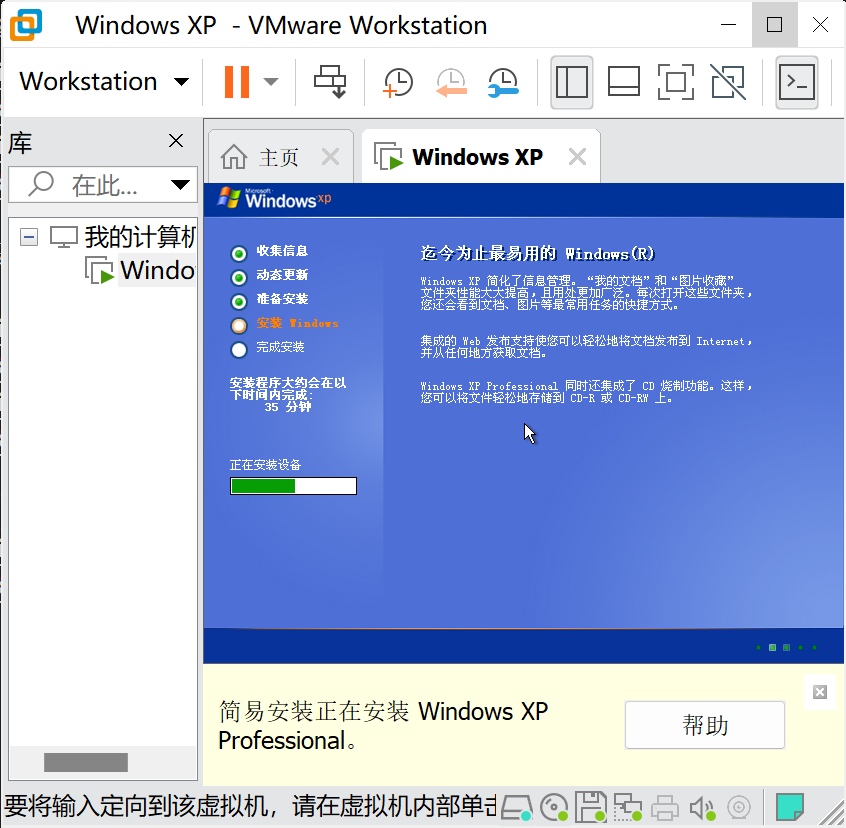 Windows XP - VMware Workstation
Workstation
库
在此...
我的计算机
Windo
主页
Windows XP
Microsoft
Windows xp
收集信息
动态更新
准备安装
安装 Windows
完成安装
安装程序大约会在以
下时间内完成:
35 分钟
正在安装设备
迄今为止最易用的 Windows(R)
Windows XP 简化了信息管理。“我的文档”和“图片收藏”
文件夹性能大大提高，且用处更加广泛。每次打开这些文件夹，
您还会看到文档、图片等最常用任务的快捷方式。
集成的 Web 发布支持使您可以轻松地将文档发布到 Internet，
并从任何地方获取文档。
Windows XP Professional 同时还集成了 CD 烧制功能。这样，
您可以将文件轻松地存储到 CD-R 或 CD-RW 上。
简易安装正在安装 Windows XP
Professional。
帮助
要将输入定向到该虚拟机，请在虚拟机内部单击